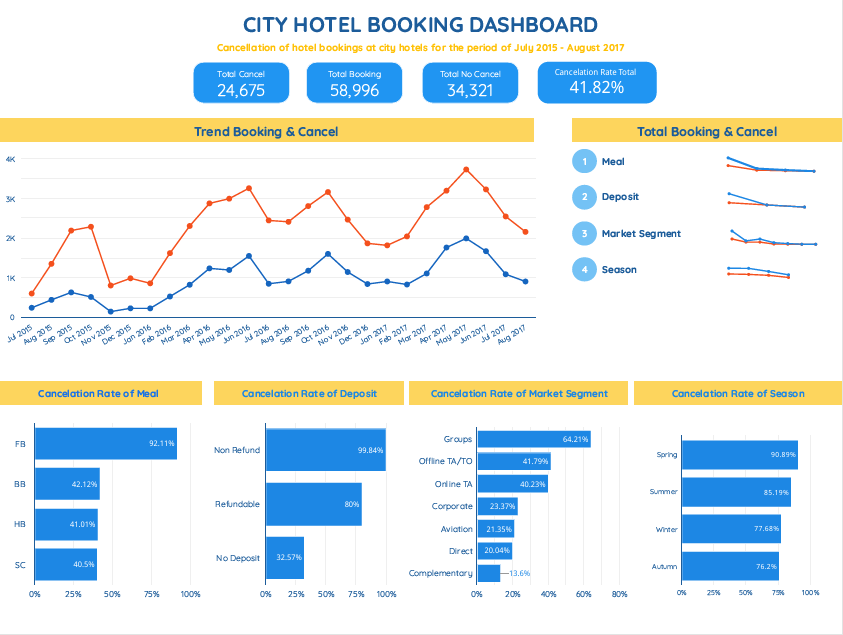 CITY HOTEL BOOKING DASHBOARD
Cancellation of hotel bookings at city hotels for the period of July 2015 - August 2017
Total Cancel
24,675
Total Booking
58,996
Total No Cancel
34,321
Cancelation Rate Total
41.82%
Trend Booking & Cancel
4K
3K
2K
1K
0
Jul 2015
Aug 2015
Sep 2015
Oct 2015
Nov 2015
Dec 2015
Jan 2016
Feb 2016
Mar 2016
Apr 2016
May 2016
Jun 2016
Jul 2016
Aug 2016
Sep 2016
Oct 2016
Nov 2016
Dec 2016
Jan 2017
Feb 2017
Mar 2017
Apr 2017
May 2017
Jun 2017
Jul 2017
Aug 2017
Total Booking & Cancel
1 Meal
2 Deposit
3 Market Segment
4 Season
Cancelation Rate of Meal
FB 92.11%
BB 42.12%
HB 41.01%
SC 40.5%
0% 25% 50% 75% 100%
Cancelation Rate of Deposit
Non Refund 99.84%
Refundable 80%
No Deposit 32.57%
0% 25% 50% 75% 100%
Cancelation Rate of Market Segment
Groups 64.21%
Offline TA/TO 41.79%
Online TA 40.23%
Corporate 23.37%
Aviation 21.35%
Direct 20.04%
Complementary 13.6%
0% 20% 40% 60% 80%
Cancelation Rate of Season
Spring 90.89%
Summer 85.19%
Winter 77.68%
Autumn 76.2%
0% 25% 50% 75% 100%